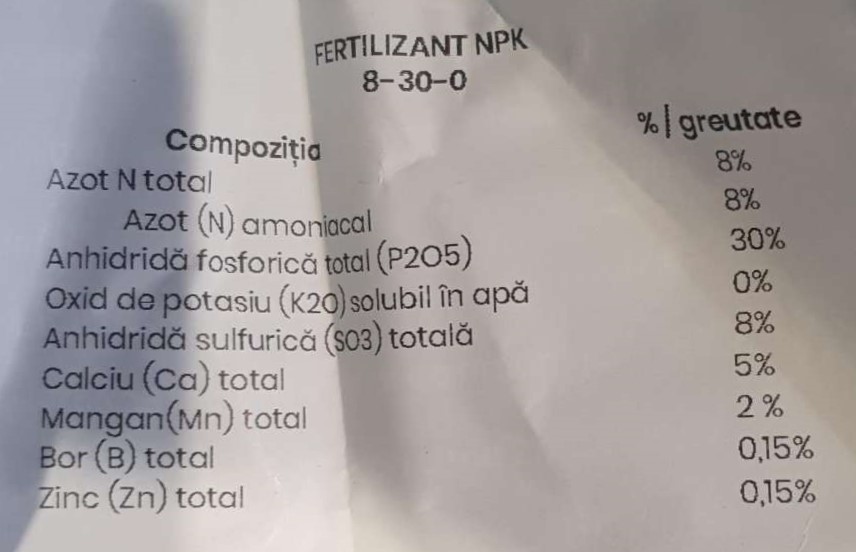 FERTILIZANT NPK
8-30-0
Compoziția %| greutate
Azot N total 8%
Azot (N) amoniacal 8%
Anhidridă fosforică total (P2O5) 30%
Oxid de potasiu (K2O) solubil în apă 0%
Anhidridă sulfurică (SO3) totală 8%
Calciu (Ca) total 5%
Mangan(Mn) total 2 %
Bor (B) total 0,15%
Zinc (Zn) total 0,15%